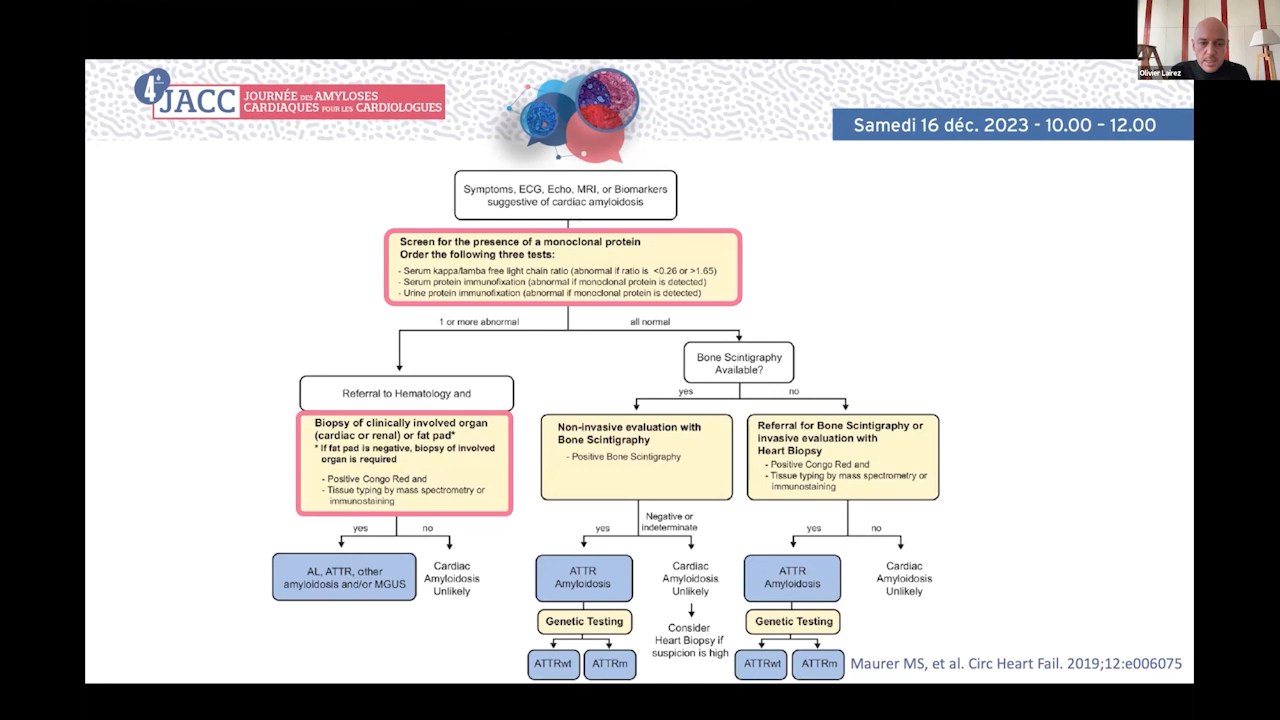 Olivier Lairez
4
JACC
JOURNÉE DES AMYLOSES
CARDIAQUES POUR LES CARDIOLOGUES
Samedi 16 déc. 2023 - 10.00 – 12.00
Symptoms, ECG, Echo, MRI, or Biomarkers
suggestive of cardiac amyloidosis
Screen for the presence of a monoclonal protein
Order the following three tests:
- Serum kappa/lamba free light chain ratio (abnormal if ratio is <0.26 or >1.65)
- Serum protein immunofixation (abnormal if monoclonal protein is detected)
- Urine protein immunofixation (abnormal if monoclonal protein is detected)
1 or more abnormal
all normal
Bone Scintigraphy
Available?
yes
no
Referral to Hematology and
Biopsy of clinically involved organ
(cardiac or renal) or fat pad*
* If fat pad is negative, biopsy of involved
organ is required
- Positive Congo Red and
- Tissue typing by mass spectrometry or
immunostaining
Non-invasive evaluation with
Bone Scintigraphy
- Positive Bone Scintigraphy
Referral for Bone Scintigraphy or
invasive evaluation with
Heart Biopsy
- Positive Congo Red and
- Tissue typing by mass spectrometry or
immunostaining
yes
no
yes
Negative or
indeterminate
yes
no
AL, ATTR, other
amyloidosis and/or MGUS
Cardiac
Amyloidosis
Unlikely
ATTR
Amyloidosis
Cardiac
Amyloidosis
Unlikely
ATTR
Amyloidosis
Cardiac
Amyloidosis
Unlikely
Genetic Testing
Consider
Heart Biopsy if
suspicion is high
Genetic Testing
ATTRwt
ATTRm
ATTRwt
ATTRm
Maurer MS, et al. Circ Heart Fail. 2019;12:e006075